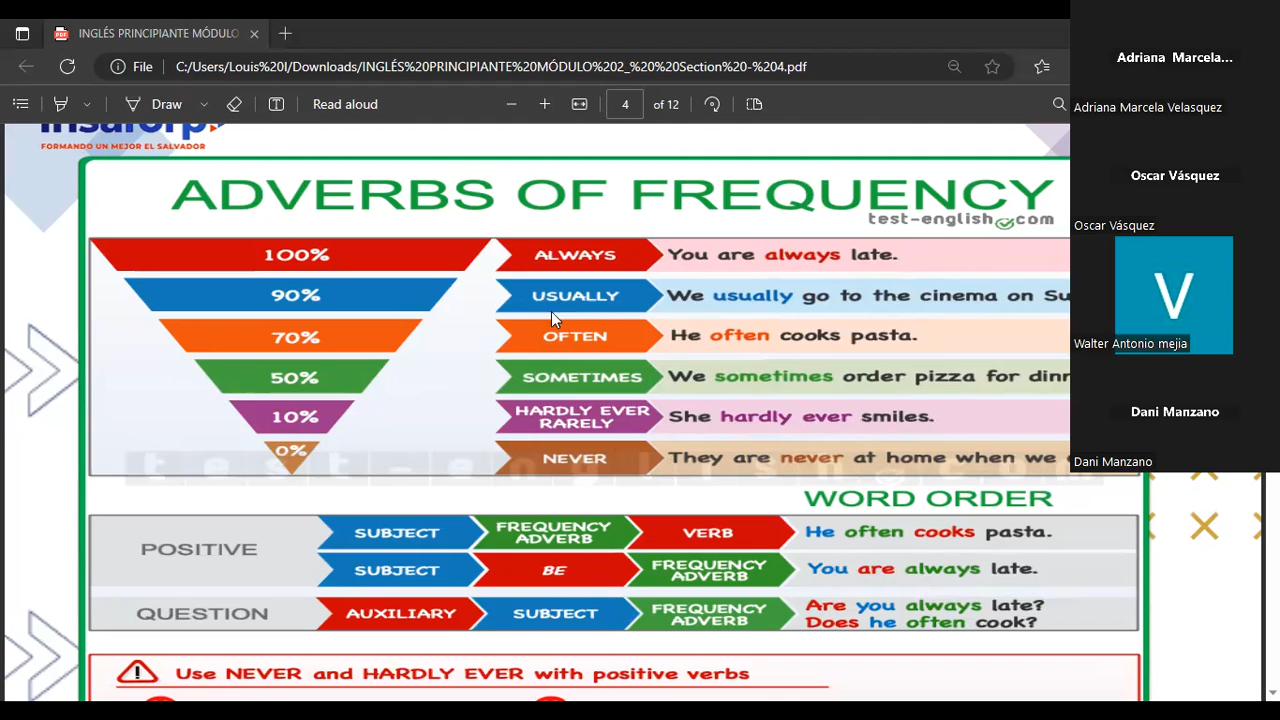 INGLÉS PRINCIPIANTE MÓDULO
File C:/Users/Louis%20I/Downloads/INGLÉS%20PRINCIPIANTE%20MÓDULO%202_%20%20Section%20-%204.pdf
Draw Read aloud 4 of 12
FORMANDO UN MEJOR EL SALVADOR
ADVERBS OF FREQUENCY
test-english.com
100% ALWAYS You are always late.
90% USUALLY We usually go to the cinema on Su
70% OFTEN He often cooks pasta.
50% SOMETIMES We sometimes order pizza for dinn
10% HARDLY EVER RARELY She hardly ever smiles.
0% NEVER They are never at home when we
test-english.com
WORD ORDER
POSITIVE SUBJECT FREQUENCY ADVERB VERB He often cooks pasta.
SUBJECT BE FREQUENCY ADVERB You are always late.
QUESTION AUXILIARY SUBJECT FREQUENCY ADVERB Are you always late?
Does he often cook?
Use NEVER and HARDLY EVER with positive verbs
Adriana Marcela...
Adriana Marcela Velasquez
Oscar Vásquez
Oscar Vásquez
V
Walter Antonio mejia
Dani Manzano
Dani Manzano